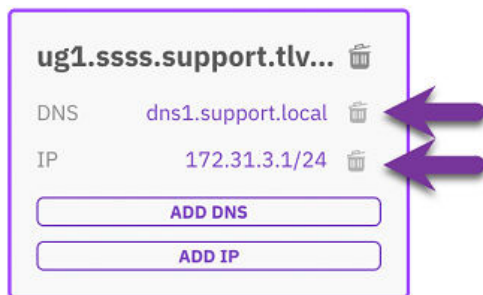 ug1.ssss.support.tlv...
DNS dns1.support.local
IP 172.31.3.1/24
ADD DNS
ADD IP